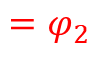 = φ₂